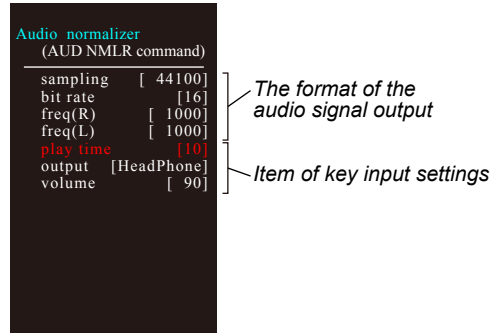 Audio normalizer
(AUD NMLR command)
sampling [ 44100]
bit rate [16]
freq(R) [ 1000]
freq(L) [ 1000]
play time [10]
output [HeadPhone]
volume [ 90]
The format of the
audio signal output
Item of key input settings